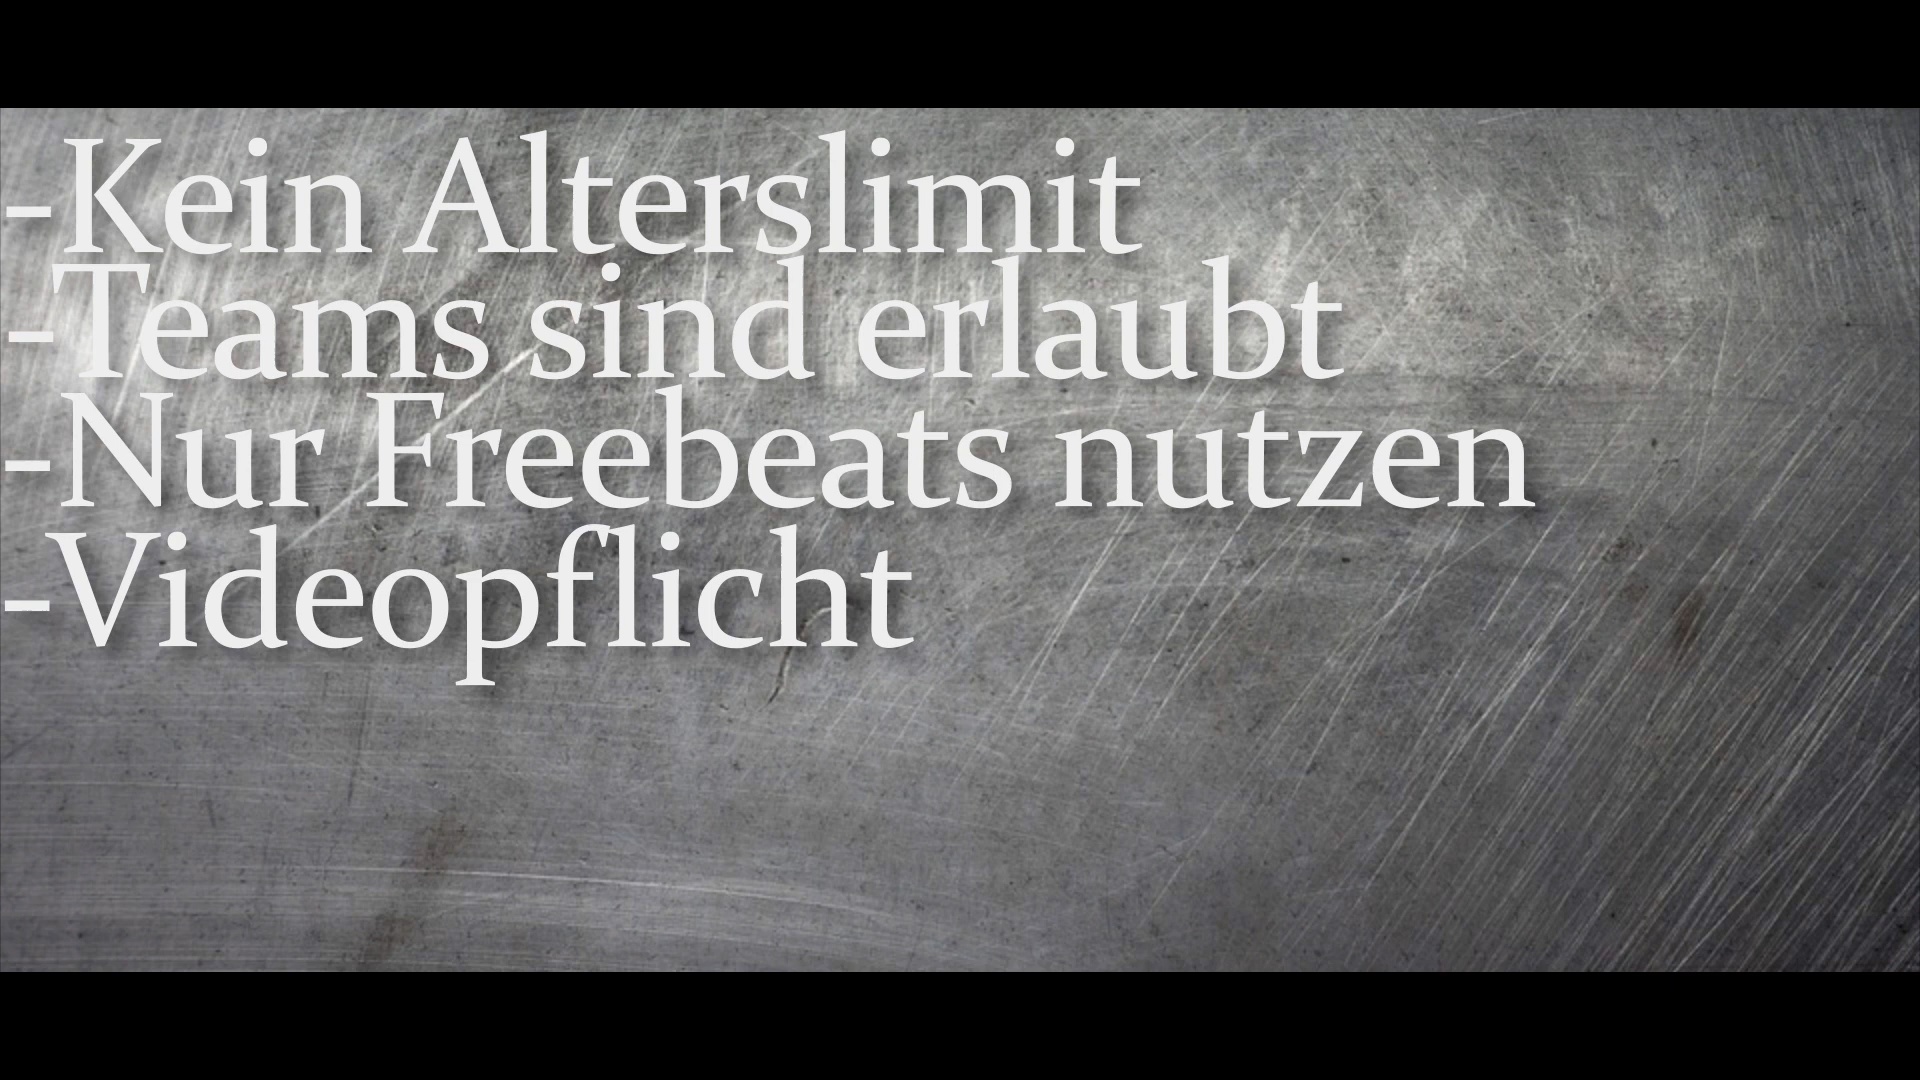 -Kein Alterslimit
-Teams sind erlaubt
-Nur Freebeats nutzen
-Videopflicht